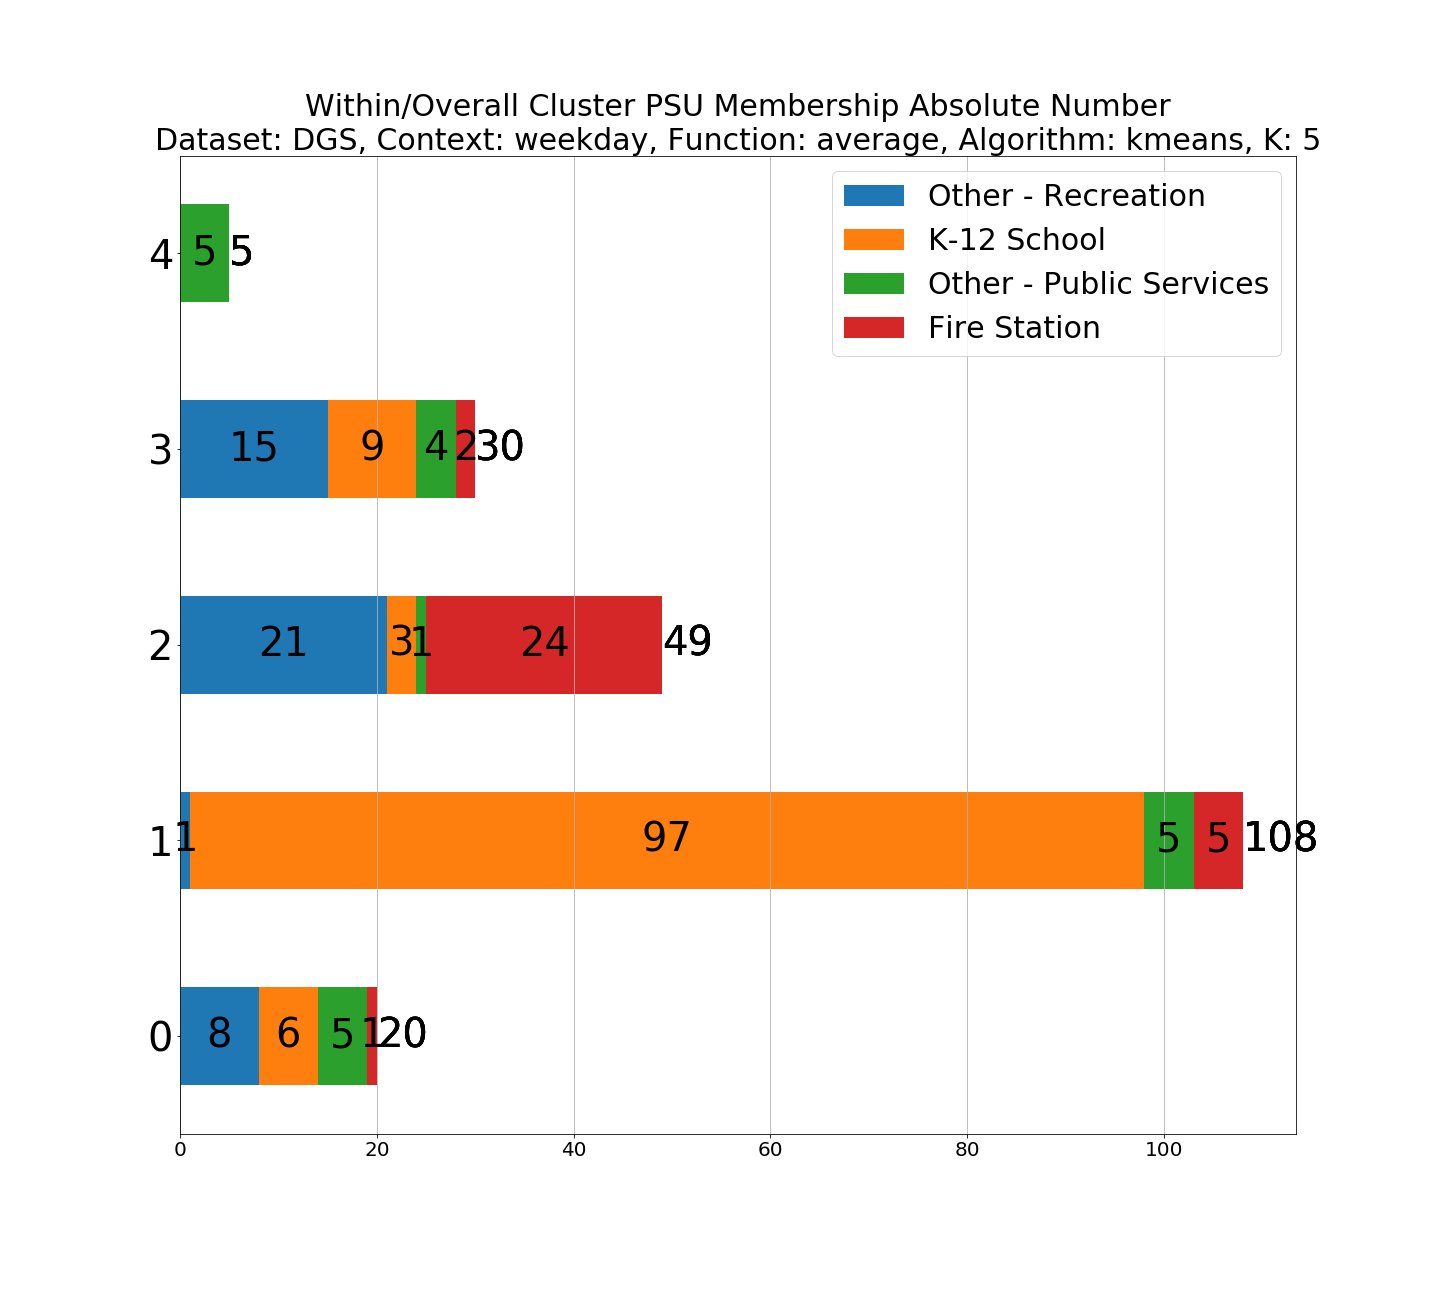 Within/Overall Cluster PSU Membership Absolute Number
Dataset: DGS, Context: weekday, Function: average, Algorithm: kmeans, K: 5
Other - Recreation
K-12 School
Other - Public Services
Fire Station
4 5 5
3 15 9 4 2 30
2 21 3 1 24 49
1 1 97 5 5 108
0 8 6 5 1 20
0 20 40 60 80 100